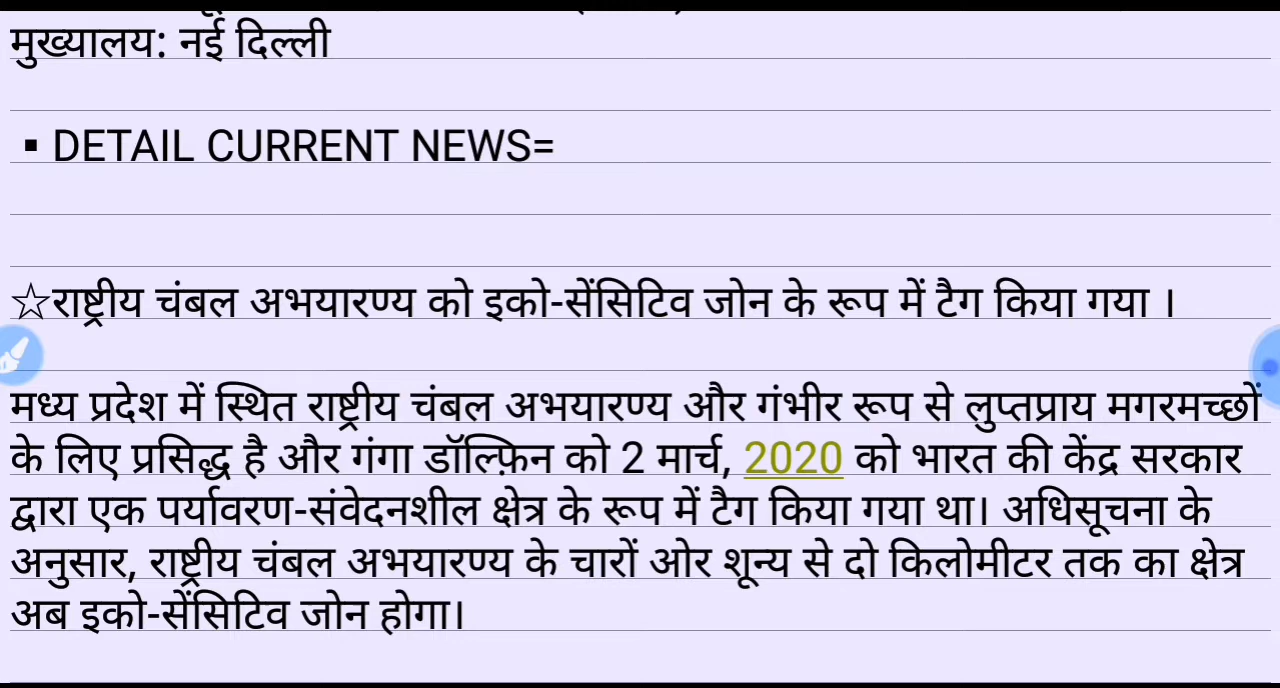 मुख्यालय: नई दिल्ली
▪ DETAIL CURRENT NEWS=
☆राष्ट्रीय चंबल अभयारण्य को इको-सेंसिटिव जोन के रूप में टैग किया गया ।
मध्य प्रदेश में स्थित राष्ट्रीय चंबल अभयारण्य और गंभीर रूप से लुप्तप्राय मगरमच्छों
के लिए प्रसिद्ध है और गंगा डॉल्फ़िन को 2 मार्च, 2020 को भारत की केंद्र सरकार
द्वारा एक पर्यावरण-संवेदनशील क्षेत्र के रूप में टैग किया गया था। अधिसूचना के
अनुसार, राष्ट्रीय चंबल अभयारण्य के चारों ओर शून्य से दो किलोमीटर तक का क्षेत्र
अब इको-सेंसिटिव जोन होगा।